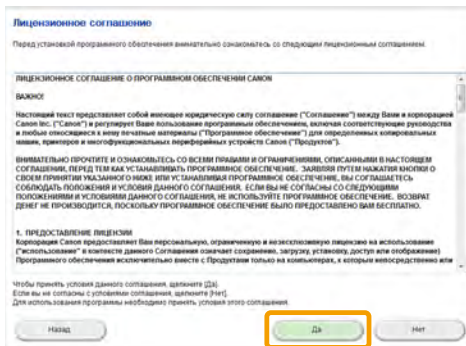 Лицензионное соглашение
Перед установкой программного обеспечения внимательно ознакомьтесь со следующим лицензионным соглашением.
ЛИЦЕНЗИОННОЕ СОГЛАШЕНИЕ О ПРОГРАММНОМ ОБЕСПЕЧЕНИИ CANON
ВАЖНО!
Настоящий текст представляет собой имеющее юридическую силу соглашение ("Соглашение") между Вами и корпорацией
Canon Inc. ("Canon") и регулирует Ваше пользование программным обеспечением, включая соответствующие руководства
и любые относящиеся к нему печатные материалы ("Программное обеспечение") для определенных копировальных
машин, принтеров и многофункциональных периферийных устройств Canon ("Продуктов").
ВНИМАТЕЛЬНО ПРОЧТИТЕ И ОЗНАКОМЬТЕСЬ СО ВСЕМИ ПРАВАМИ И ОГРАНИЧЕНИЯМИ, ОПИСАННЫМИ В НАСТОЯЩЕМ
СОГЛАШЕНИИ, ПЕРЕД ТЕМ КАК УСТАНАВЛИВАТЬ ПРОГРАММНОЕ ОБЕСПЕЧЕНИЕ. ЗАЯВЛЯЯ ПУТЕМ НАЖАТИЯ КНОПКИ О
СВОЕМ ПРИНЯТИИ УКАЗАННОГО НИЖЕ ИЛИ УСТАНАВЛИВАЯ ПРОГРАММНОЕ ОБЕСПЕЧЕНИЕ, ВЫ СОГЛАШАЕТЕСЬ
СОБЛЮДАТЬ ПОЛОЖЕНИЯ И УСЛОВИЯ ДАННОГО СОГЛАШЕНИЯ. ЕСЛИ ВЫ НЕ СОГЛАСНЫ СО СЛЕДУЮЩИМИ
ПОЛОЖЕНИЯМИ И УСЛОВИЯМИ ДАННОГО СОГЛАШЕНИЯ, НЕ ИСПОЛЬЗУЙТЕ ПРОГРАММНОЕ ОБЕСПЕЧЕНИЕ. ВОЗВРАТ
ДЕНЕГ НЕ ПРОИЗВОДИТСЯ, ПОСКОЛЬКУ ПРОГРАММНОЕ ОБЕСПЕЧЕНИЕ БЫЛО ПРЕДОСТАВЛЕНО ВАМ БЕСПЛАТНО.
1. ПРЕДОСТАВЛЕНИЕ ЛИЦЕНЗИИ
Корпорация Canon предоставляет Вам персональную, ограниченную и неэксклюзивную лицензию на использование
("использование" в контексте данного Соглашения означает сохранение, загрузку, установку, доступ или отображение)
Программного обеспечения исключительно вместе с Продуктами только на компьютерах, к которым непосредственно или
Чтобы принять условия данного соглашения, щелкните [Да].
Если вы не согласны с условиями соглашения, щелкните [Нет].
Для использования программы необходимо принять условия этого соглашения.
Назад
Да
Нет